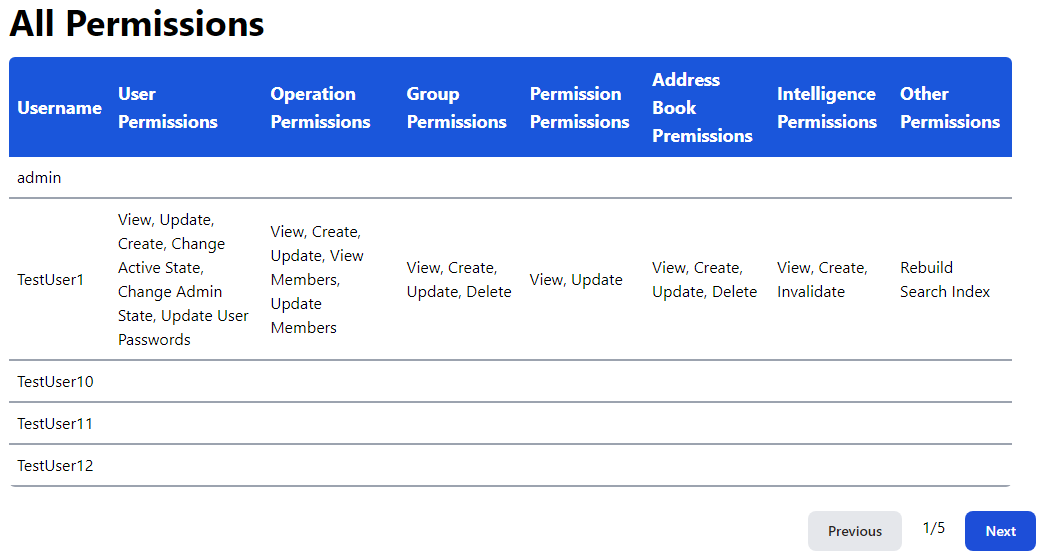 All Permissions
Username
User
Permissions
Operation
Permissions
Group
Permissions
Permission
Permissions
Address
Book
Premissions
Intelligence
Permissions
Other
Permissions
admin
TestUser1
View, Update,
Create, Change
Active State,
Change Admin
State, Update User
Passwords
View, Create,
Update, View
Members,
Update
Members
View, Create,
Update, Delete
View, Update
View, Create,
Update, Delete
View, Create,
Invalidate
Rebuild
Search Index
TestUser10
TestUser11
TestUser12
Previous
1/5
Next